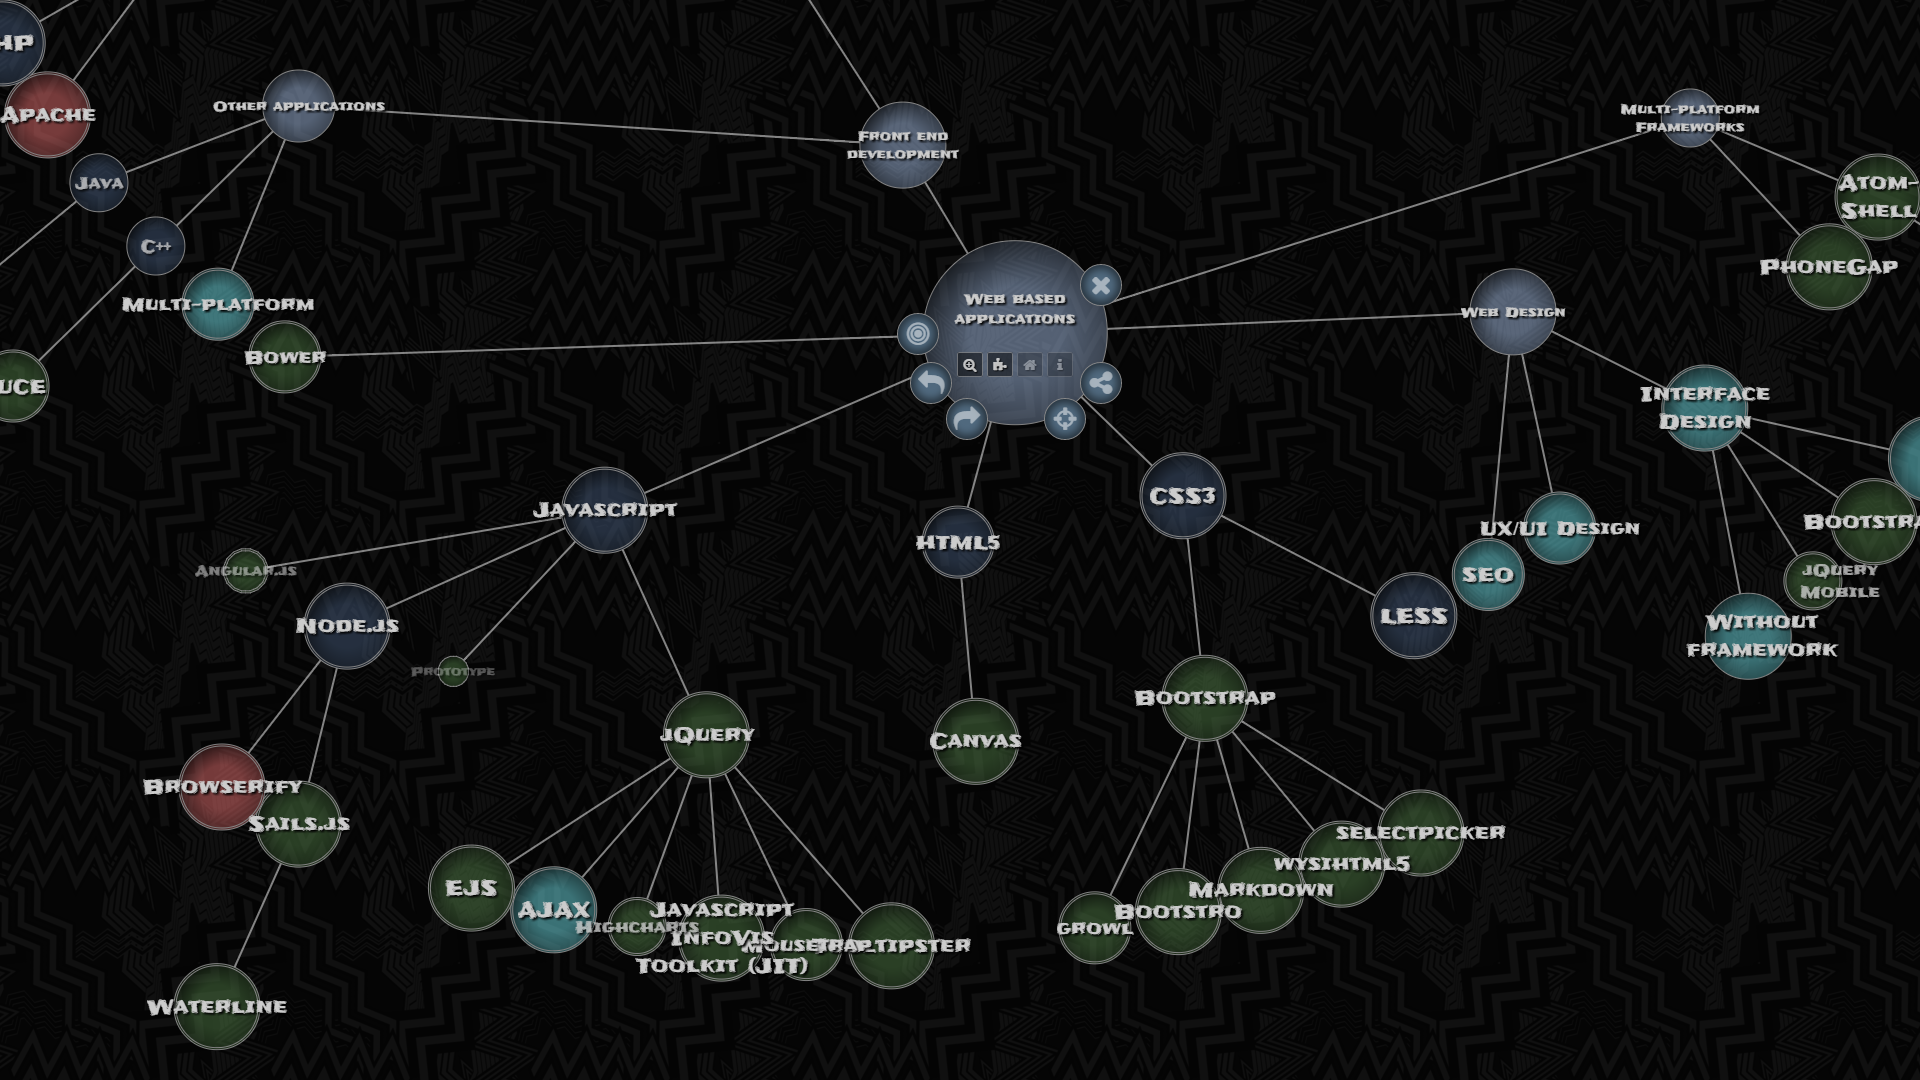 HP
Apache
Other applications
Front end
development
Multi-platform
Frameworks
Java
Atom-
Shell
C++
PhoneGap
Multi-platform
Web based
applications
Web Design
Bower
UCE
Interface
Design
Javascript
CSS3
HTML5
Bootstra
UX/UI Design
Angular.js
SEO
jQuery
Mobile
Node.js
LESS
Without
framework
Prototype
Bootstrap
jQuery
Canvas
Browserify
Sails.js
selectpicker
wysihtml5
EJS
Markdown
AJAX
Javascript
InfoVis
Toolkit (JIT)
Bootstro
Highcharts
growl
Mousetrap
tipster
Waterline